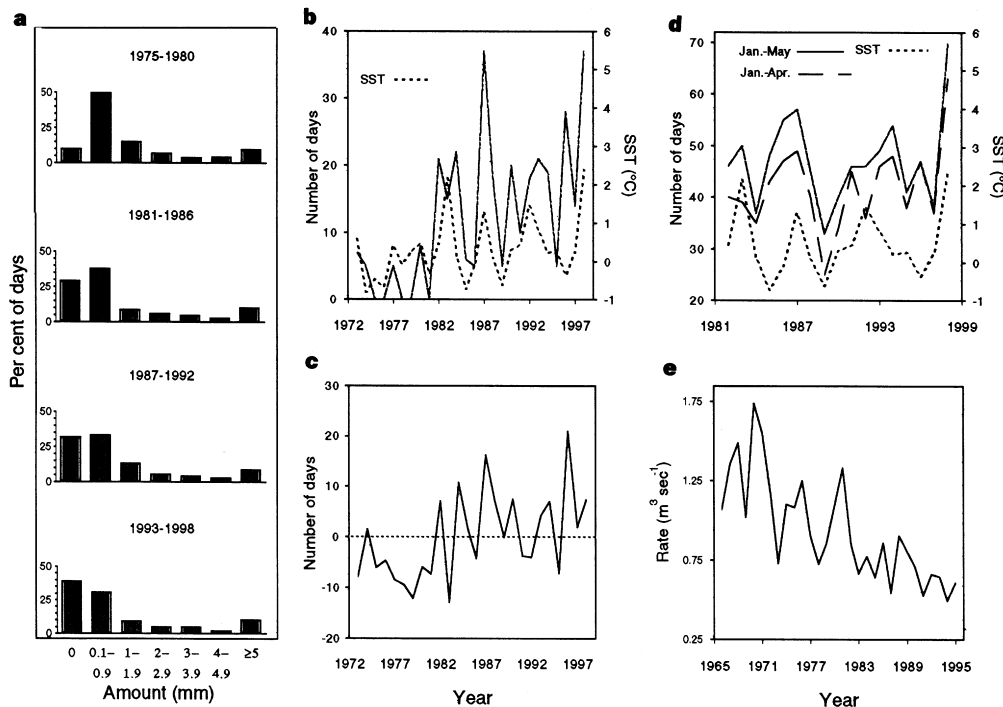 a
1975-1980
50
25
0
1981-1986
50
25
0
1987-1992
50
25
0
1993-1998
50
25
0
Per cent of days
0 0.1– 1– 2– 3– 4– ≥5
0.9 1.9 2.9 3.9 4.9
Amount (mm)
b
SST
40
30
20
10
0
Number of days
6
5
4
3
2
1
0
-1
SST (°C)
1972 1977 1982 1987 1992 1997
c
30
20
10
0
-10
-20
Number of days
1972 1977 1982 1987 1992 1997
Year
d
Jan.-May SST
Jan.-Apr.
70
60
50
40
30
20
Number of days
6
5
4
3
2
1
0
-1
SST (°C)
1981 1987 1993 1999
e
1.75
1.25
0.75
0.25
Rate (m³ sec⁻¹)
1965 1971 1977 1983 1989 1995
Year